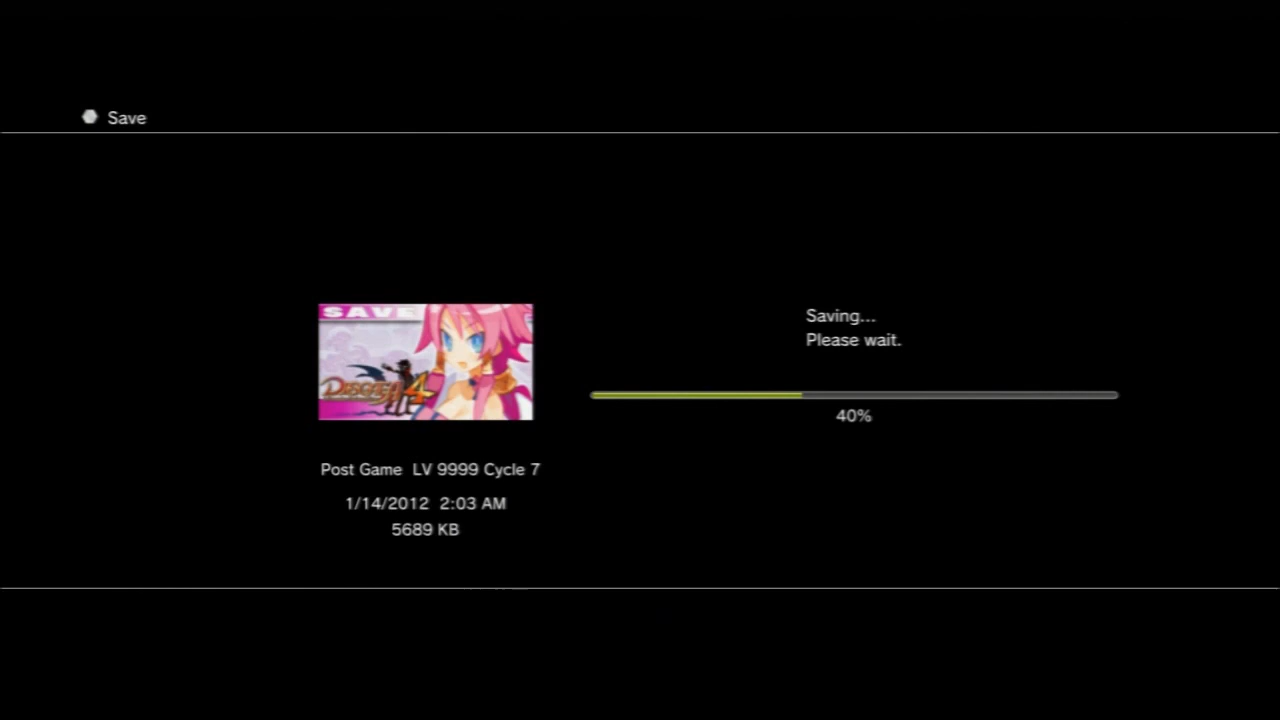 Save
SAVE
DISGAEA 4
Saving...
Please wait.
40%
Post Game  LV 9999 Cycle 7
1/14/2012  2:03 AM
5689 KB